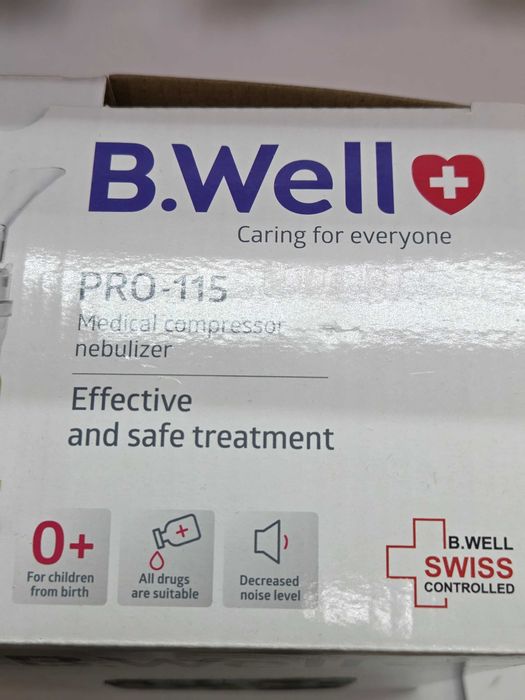 B.Well
Caring for everyone
PRO-115
Medical compressor
nebulizer
Effective
and safe treatment
0+
For children
from birth
All drugs
are suitable
Decreased
noise level
B.WELL
SWISS
CONTROLLED